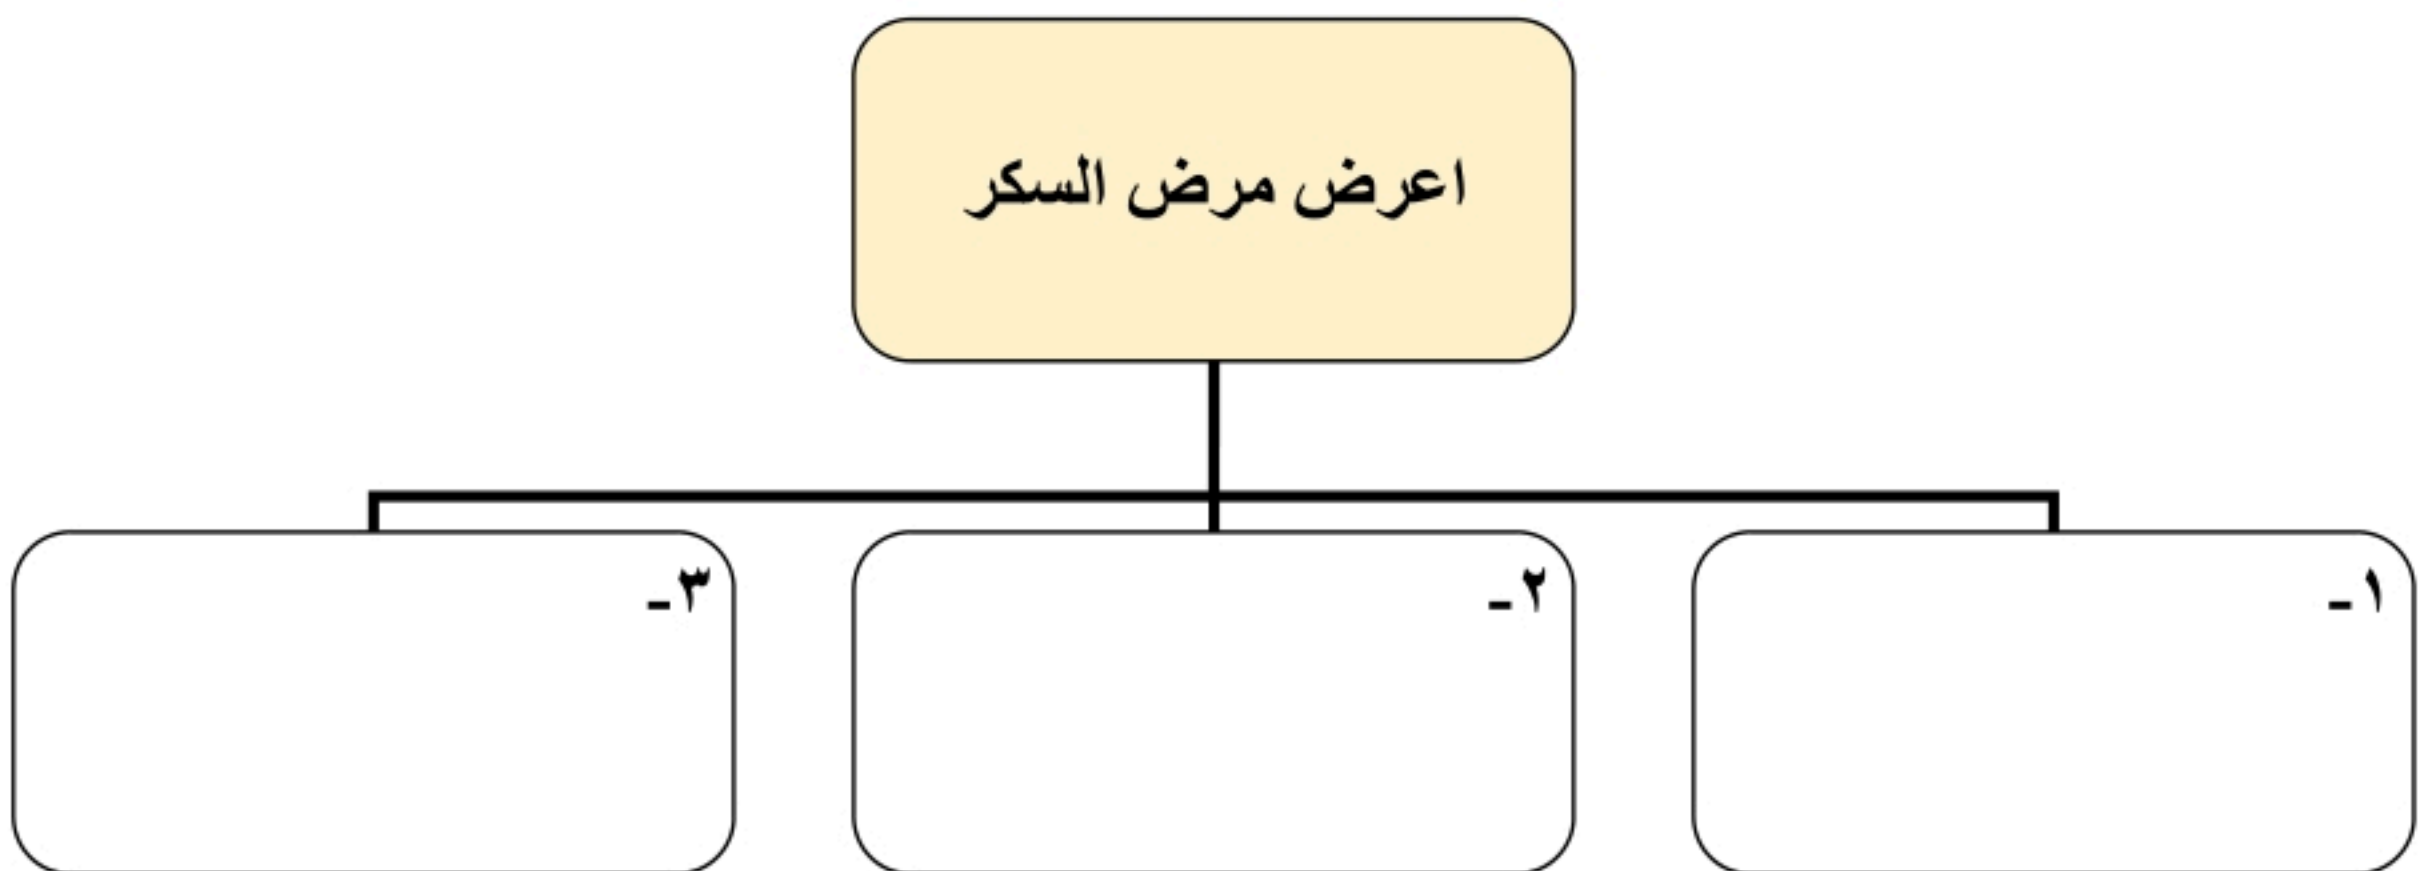 اعرض مرض السكر
١-
٢-
٣-